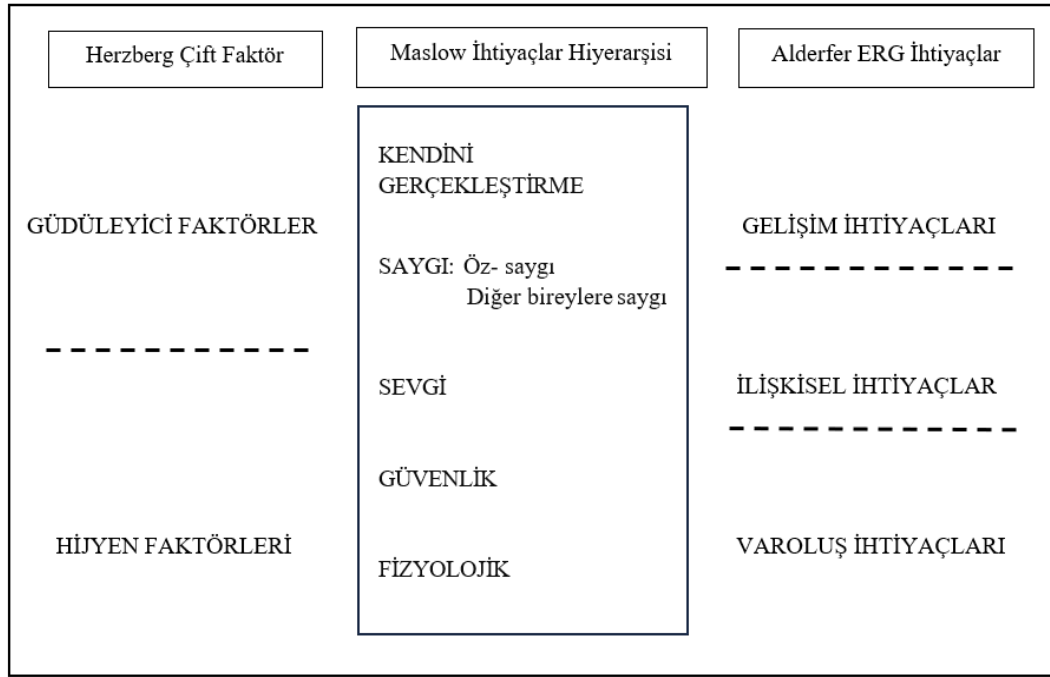 Herzberg Çift Faktör
Maslow İhtiyaçlar Hiyerarşisi
Alderfer ERG İhtiyaçlar
GÜDÜLEYİCİ FAKTÖRLER
HİJYEN FAKTÖRLERİ
KENDİNİ
GERÇEKLEŞTİRME
SAYGI: Öz- saygı
Diğer bireylere saygı
SEVGİ
GÜVENLİK
FİZYOLOJİK
GELİŞİM İHTİYAÇLARI
İLİŞKİSEL İHTİYAÇLAR
VAROLUŞ İHTİYAÇLARI